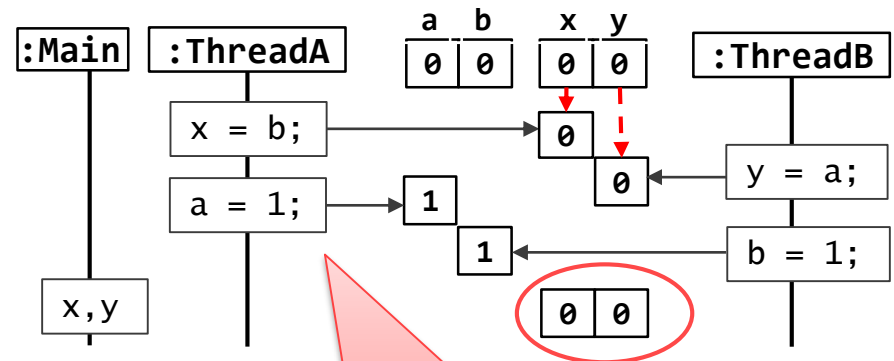 a b x y
:Main :ThreadA 0 0 0 0 :ThreadB
x = b; 0
0 y = a;
a = 1; 1
1 b = 1;
x,y 0 0